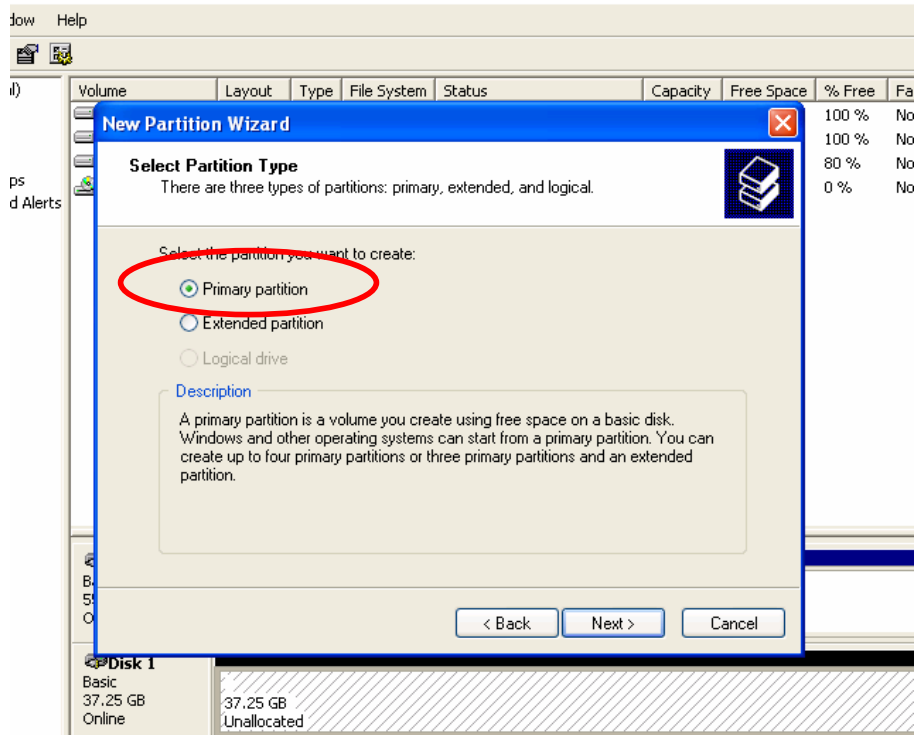 dow Help
al)
Volume Layout Type File System Status Capacity Free Space % Free Fa
100 % No
100 % No
80 % No
0 % No
ps
d Alerts
New Partition Wizard
Select Partition Type
There are three types of partitions: primary, extended, and logical.
Select the partition you want to create:
Primary partition
Extended partition
Logical drive
Description
A primary partition is a volume you create using free space on a basic disk.
Windows and other operating systems can start from a primary partition. You can
create up to four primary partitions or three primary partitions and an extended
partition.
< Back Next > Cancel
Ba
55
O
Disk 1
Basic
37.25 GB
Online
37.25 GB
Unallocated